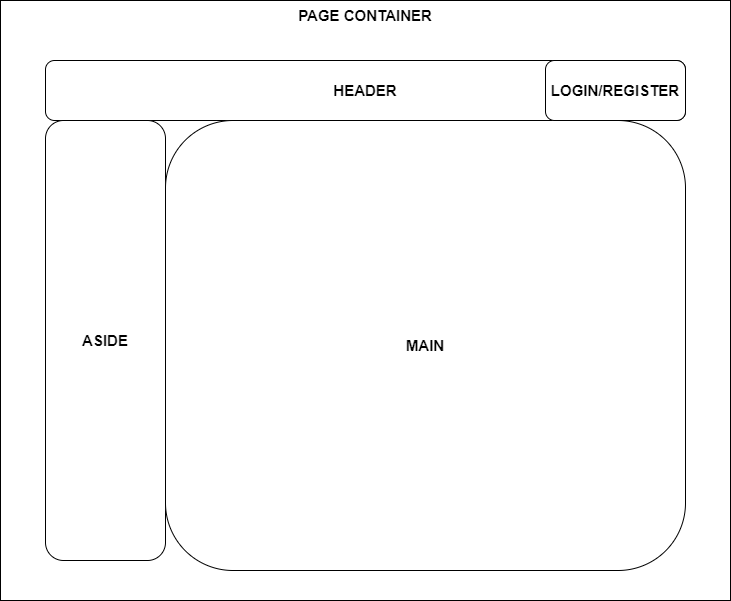 PAGE CONTAINER
HEADER
LOGIN/REGISTER
ASIDE
MAIN